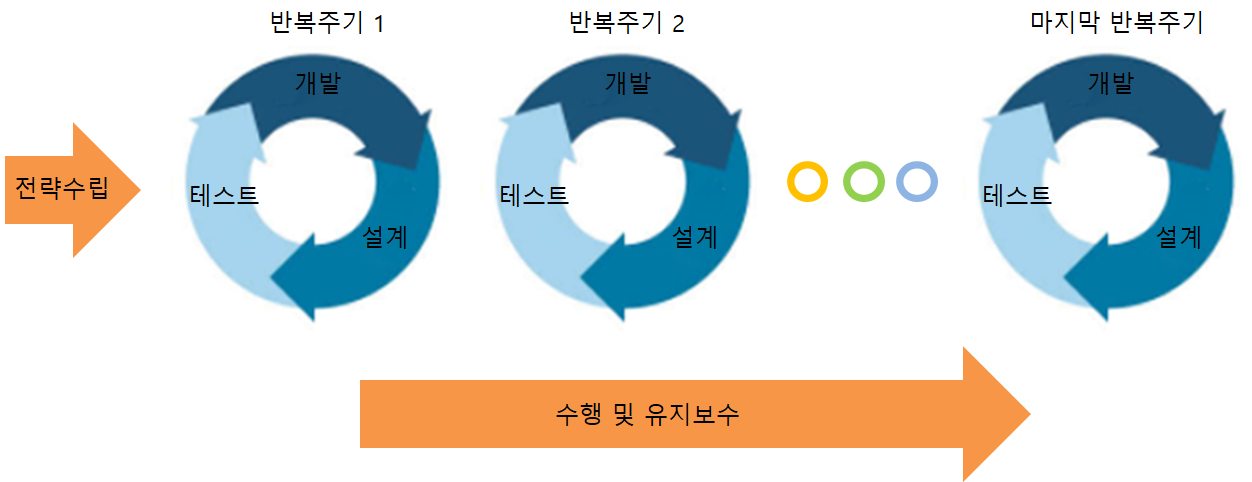 반복주기 1
반복주기 2
마지막 반복주기
전략수립
개발
테스트
설계
개발
테스트
설계
개발
테스트
설계
수행 및 유지보수